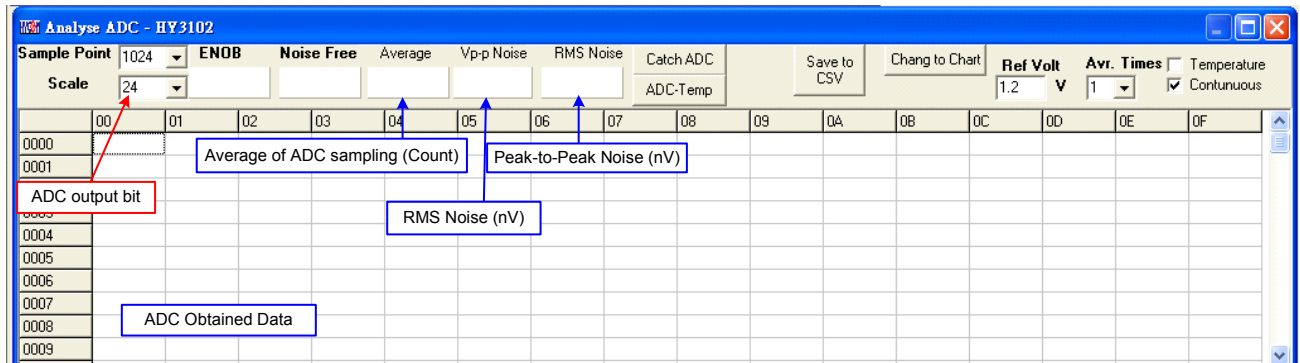 Analyse ADC - HY3102
Sample Point 1024 ENOB Noise Free Average Vp-p Noise RMS Noise Catch ADC Save to CSV Chang to Chart Ref Volt Avr. Times Temperature
Scale 24 ADC-Temp 1.2 V 1 Contunuous
00 01 02 03 04 05 06 07 08 09 0A 0B 0C 0D 0E 0F
0000
Average of ADC sampling (Count) Peak-to-Peak Noise (nV)
0001
ADC output bit
RMS Noise (nV)
0004
0005
0006
0007
ADC Obtained Data
0008
0009